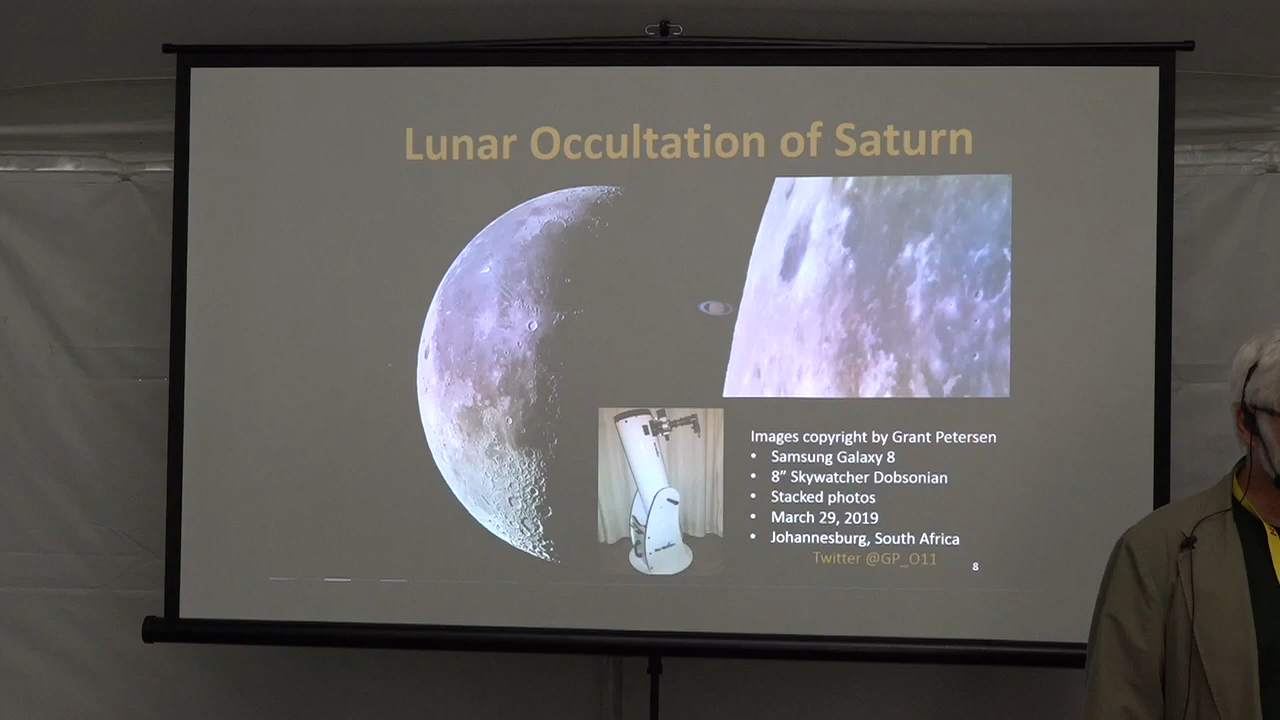 Lunar Occultation of Saturn
Images copyright by Grant Petersen
• Samsung Galaxy 8
• 8” Skywatcher Dobsonian
• Stacked photos
• March 29, 2019
• Johannesburg, South Africa
Twitter @GP_O11
8